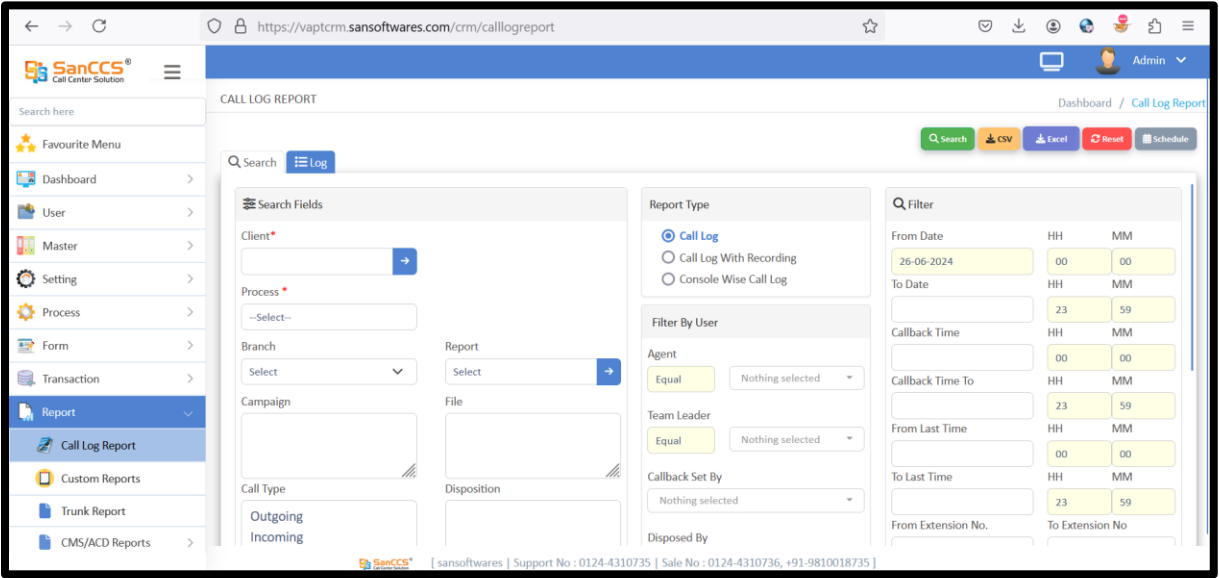 https://vaptcrm.sansoftwares.com/crm/calllogreport
SanCCS®
Call Center Solution
Admin
Search here
Favourite Menu
Dashboard
User
Master
Setting
Process
Form
Transaction
Report
Call Log Report
Custom Reports
Trunk Report
CMS/ACD Reports
CALL LOG REPORT
Dashboard / Call Log Report
Search CSV Excel Reset Schedule
Search Log
Search Fields
Client*
Process *
--Select--
Branch Report
Select Select
Campaign File
Call Type Disposition
Outgoing
Incoming
Report Type
Call Log
Call Log With Recording
Console Wise Call Log
Filter By User
Agent
Equal Nothing selected
Team Leader
Equal Nothing selected
Callback Set By
Nothing selected
Disposed By
Filter
From Date HH MM
26-06-2024 00 00
To Date HH MM
23 59
Callback Time HH MM
00 00
Callback Time To HH MM
23 59
From Last Time HH MM
00 00
To Last Time HH MM
23 59
From Extension No. To Extension No
SanCCS® [ sansoftwares | Support No : 0124-4310735 | Sale No : 0124-4310736, +91-9810018735 ]